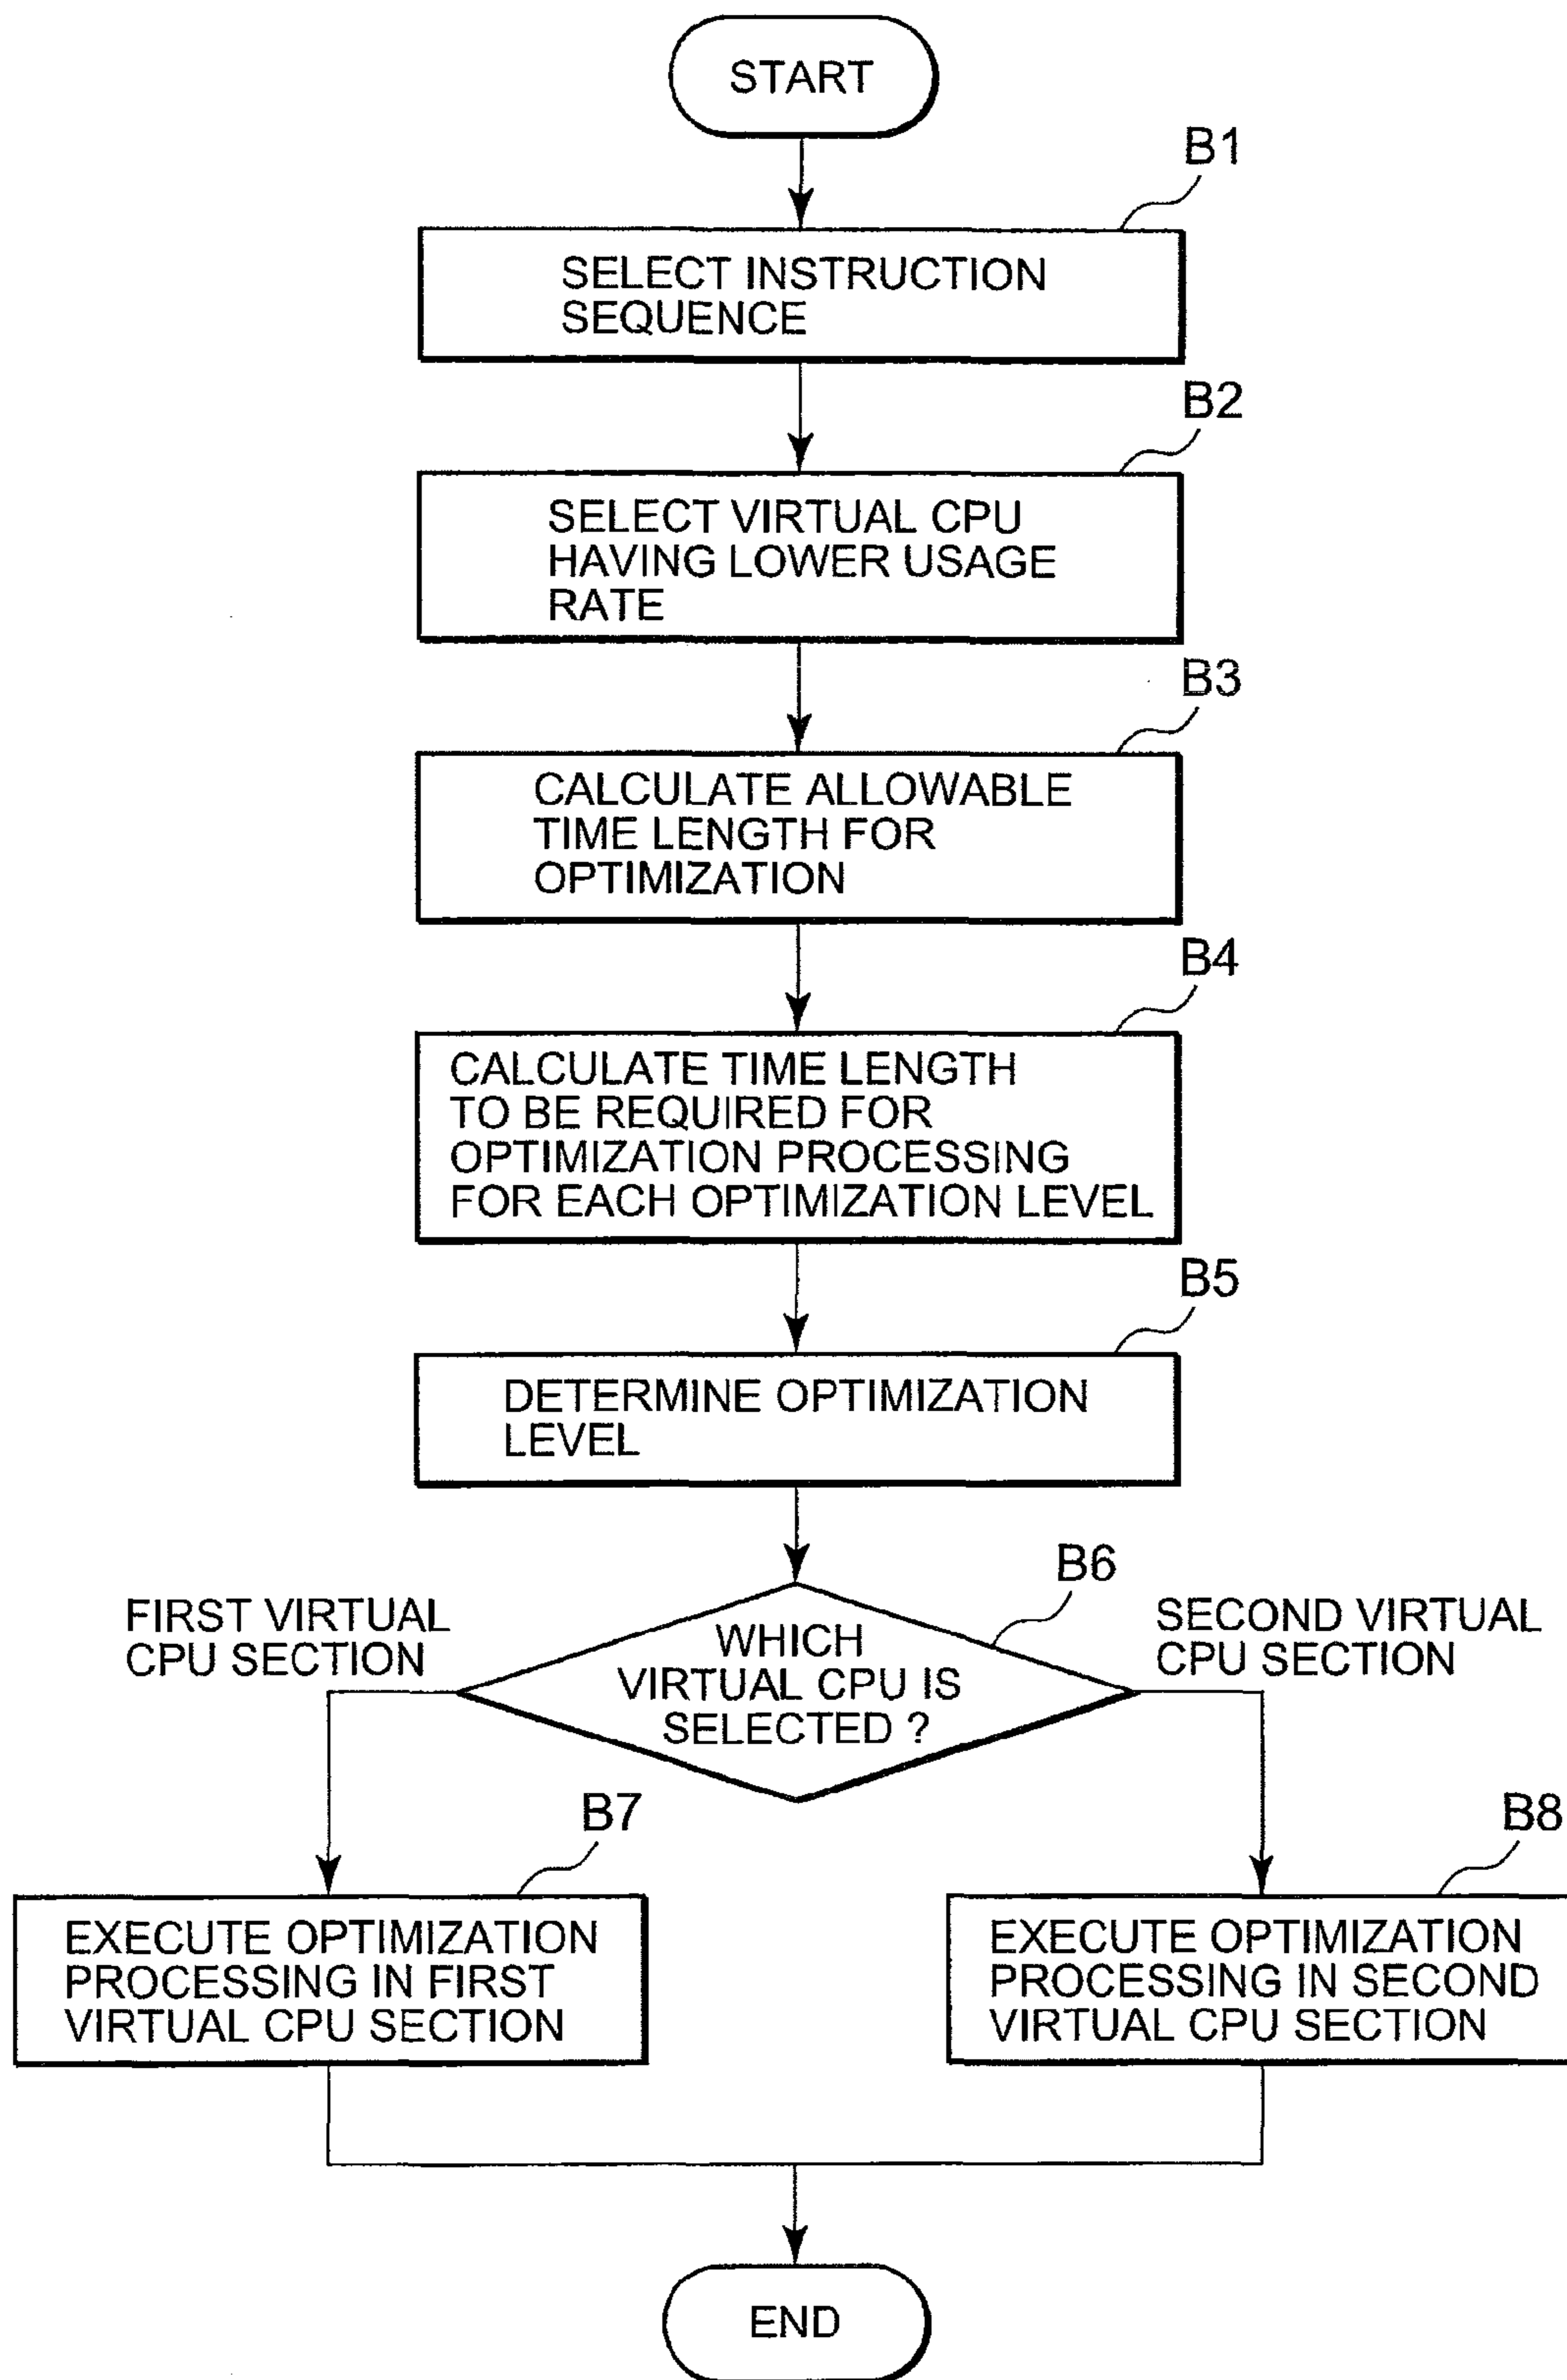 START
B1
SELECT INSTRUCTION
SEQUENCE
B2
SELECT VIRTUAL CPU
HAVING LOWER USAGE
RATE
B3
CALCULATE ALLOWABLE
TIME LENGTH FOR
OPTIMIZATION
B4
CALCULATE TIME LENGTH
TO BE REQUIRED FOR
OPTIMIZATION PROCESSING
FOR EACH OPTIMIZATION LEVEL
B5
DETERMINE OPTIMIZATION
LEVEL
B6
FIRST VIRTUAL
CPU SECTION
WHICH
VIRTUAL CPU IS
SELECTED ?
SECOND VIRTUAL
CPU SECTION
B7
EXECUTE OPTIMIZATION
PROCESSING IN FIRST
VIRTUAL CPU SECTION
B8
EXECUTE OPTIMIZATION
PROCESSING IN SECOND
VIRTUAL CPU SECTION
END